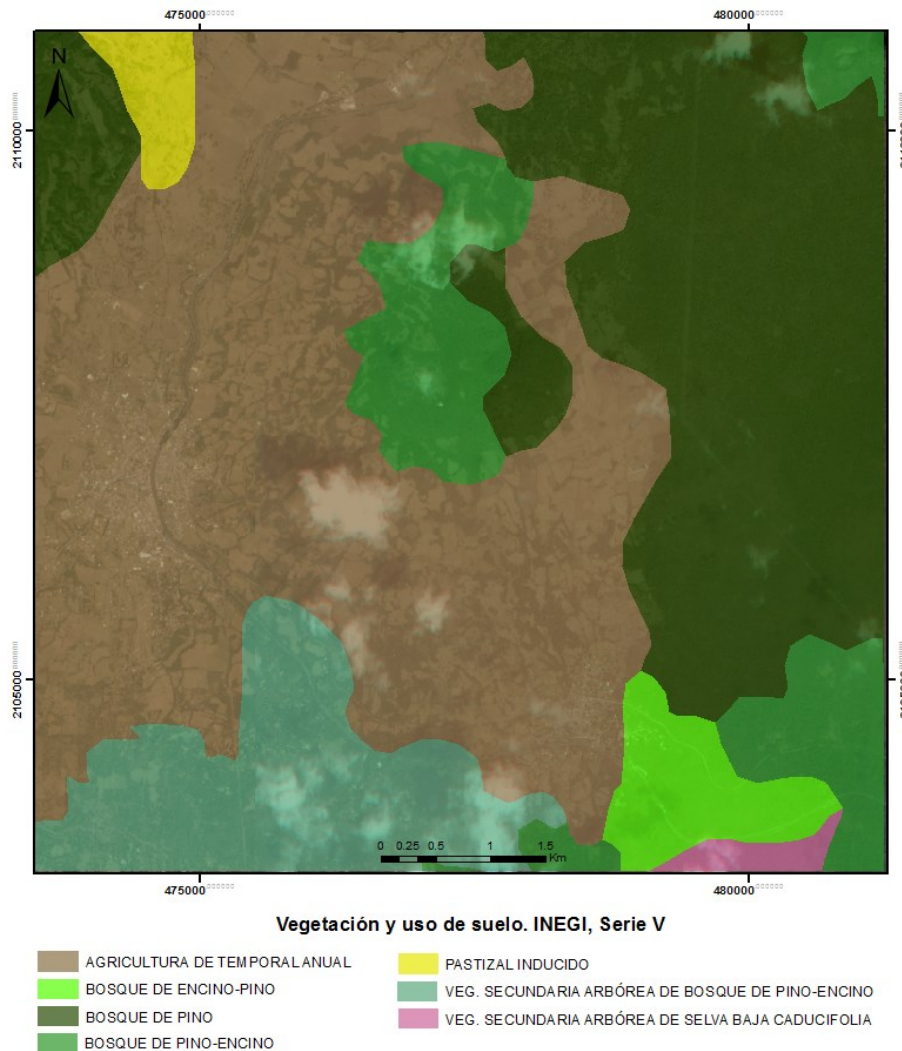 475000 480000
N
2110000
2105000
0 0.25 0.5 1 1.5
Km
475000 480000
Vegetación y uso de suelo. INEGI, Serie V
AGRICULTURA DE TEMPORAL ANUAL
BOSQUE DE ENCINO-PINO
BOSQUE DE PINO
BOSQUE DE PINO-ENCINO
PASTIZAL INDUCIDO
VEG. SECUNDARIA ARBÓREA DE BOSQUE DE PINO-ENCINO
VEG. SECUNDARIA ARBÓREA DE SELVA BAJA CADUCIFOLIA